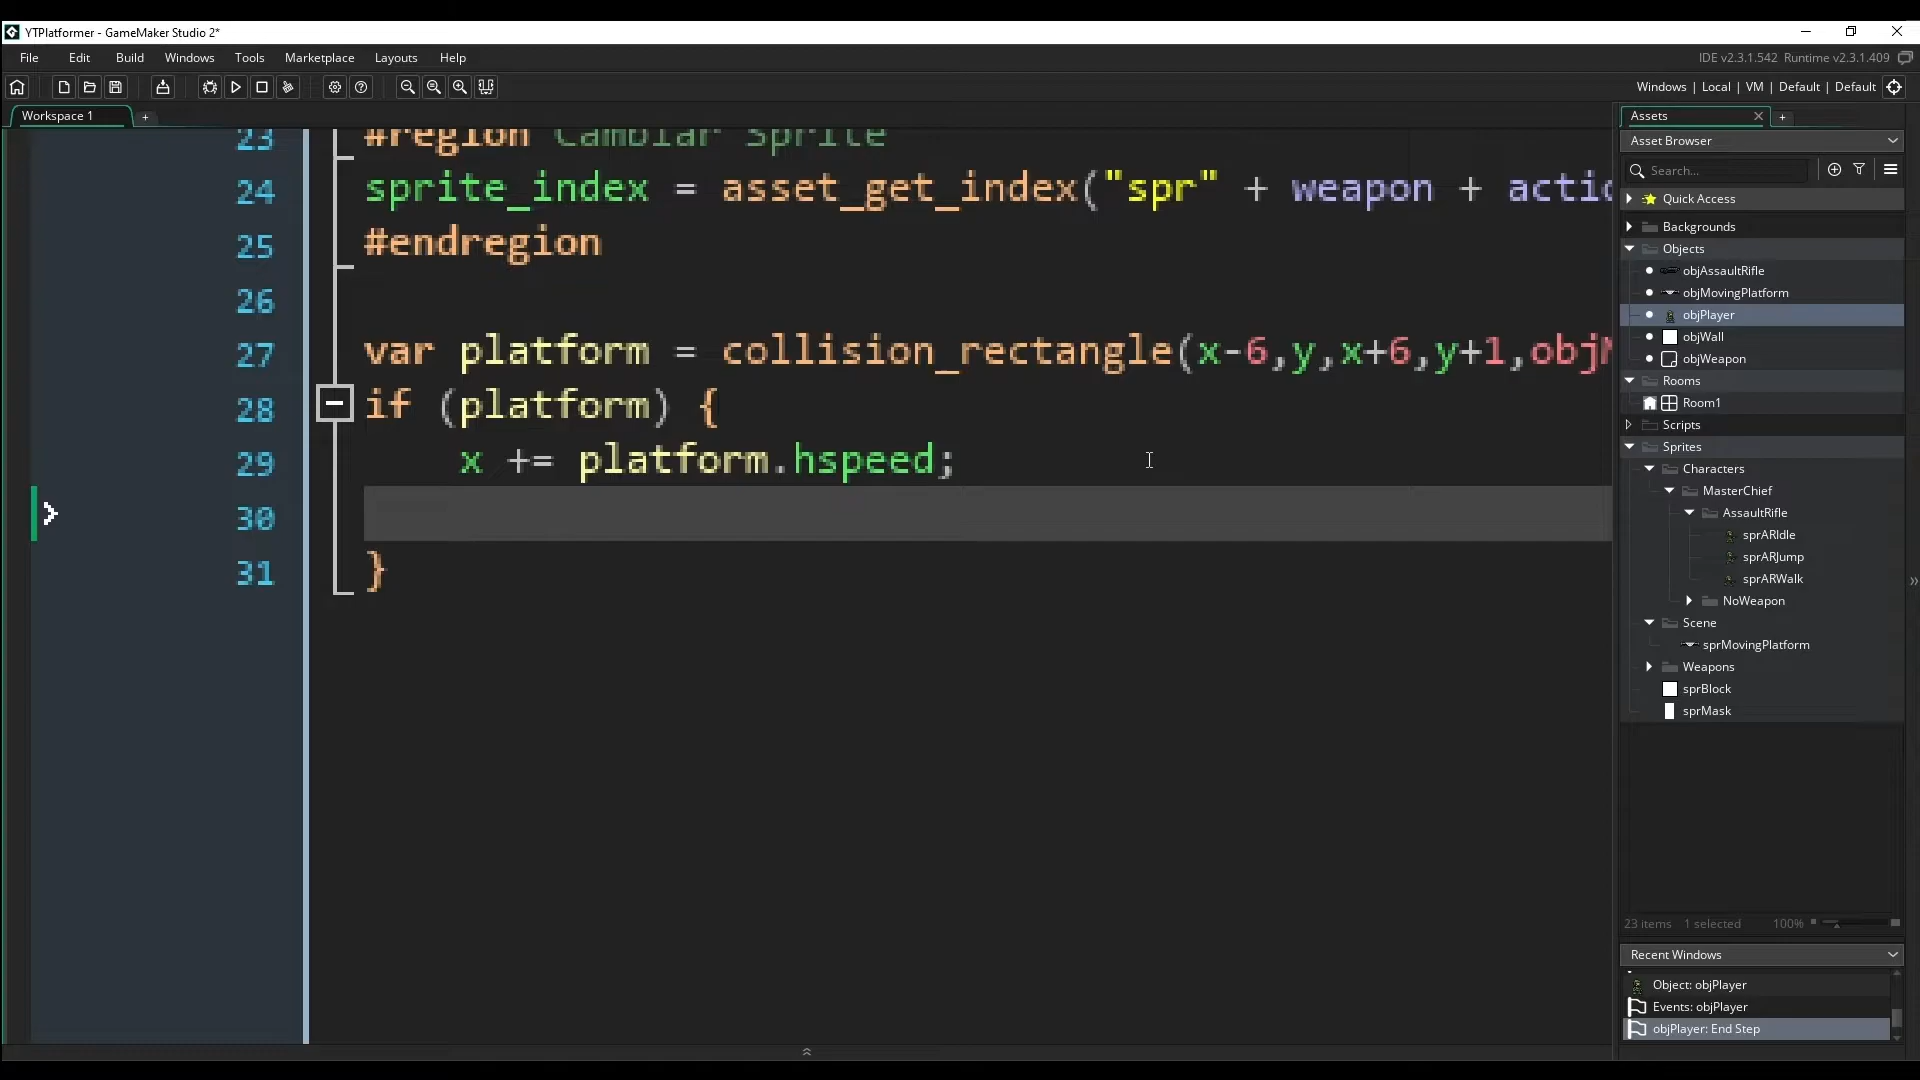 YTPlatformer - GameMaker Studio 2*
File Edit Build Windows Tools Marketplace Layouts Help
IDE v2.3.1.542 Runtime v2.3.1.409
Windows | Local | VM | Default | Default
Workspace 1
23 #region Cambiar Sprite
24 sprite_index = asset_get_index("spr" + weapon + actio
25 #endregion
26
27 var platform = collision_rectangle(x-6,y,x+6,y+1,objM
28 if (platform) {
29 x += platform.hspeed;
30
31 }
Assets
Asset Browser
Search...
Quick Access
Backgrounds
Objects
objAssaultRifle
objMovingPlatform
objPlayer
objWall
objWeapon
Rooms
Room1
Scripts
Sprites
Characters
MasterChief
AssaultRifle
sprARIdle
sprARJump
sprARWalk
NoWeapon
Scene
sprMovingPlatform
Weapons
sprBlock
sprMask
23 items 1 selected 100%
Recent Windows
Object: objPlayer
Events: objPlayer
objPlayer: End Step